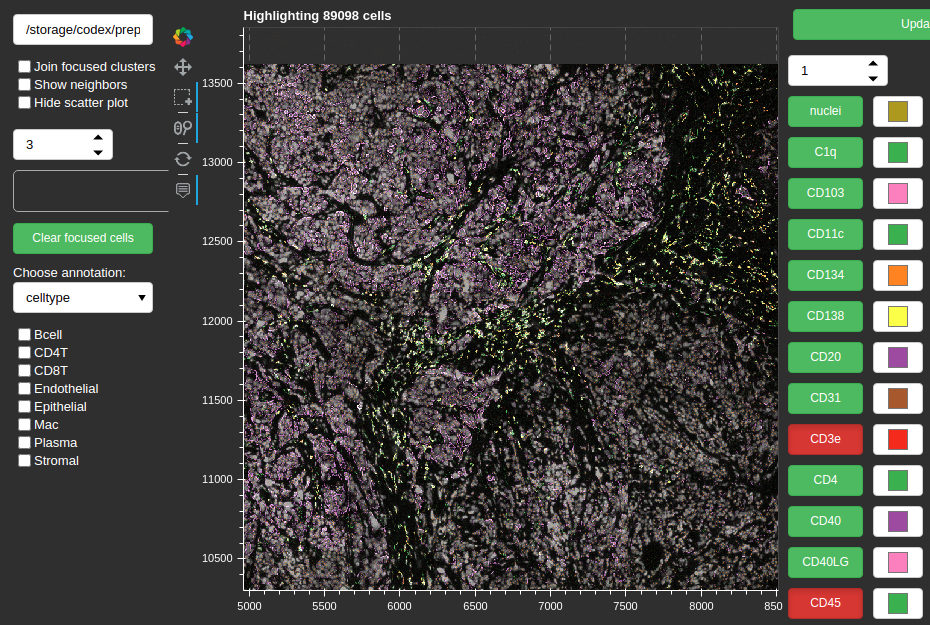 /storage/codex/prep
Join focused clusters
Show neighbors
Hide scatter plot
3
Clear focused cells
Choose annotation:
celltype
Bcell
CD4T
CD8T
Endothelial
Epithelial
Mac
Plasma
Stromal
Highlighting 89098 cells
13500
13000
12500
12000
11500
11000
10500
5000 5500 6000 6500 7000 7500 8000 850
Upda
1
nuclei
C1q
CD103
CD11c
CD134
CD138
CD20
CD31
CD3e
CD4
CD40
CD40LG
CD45